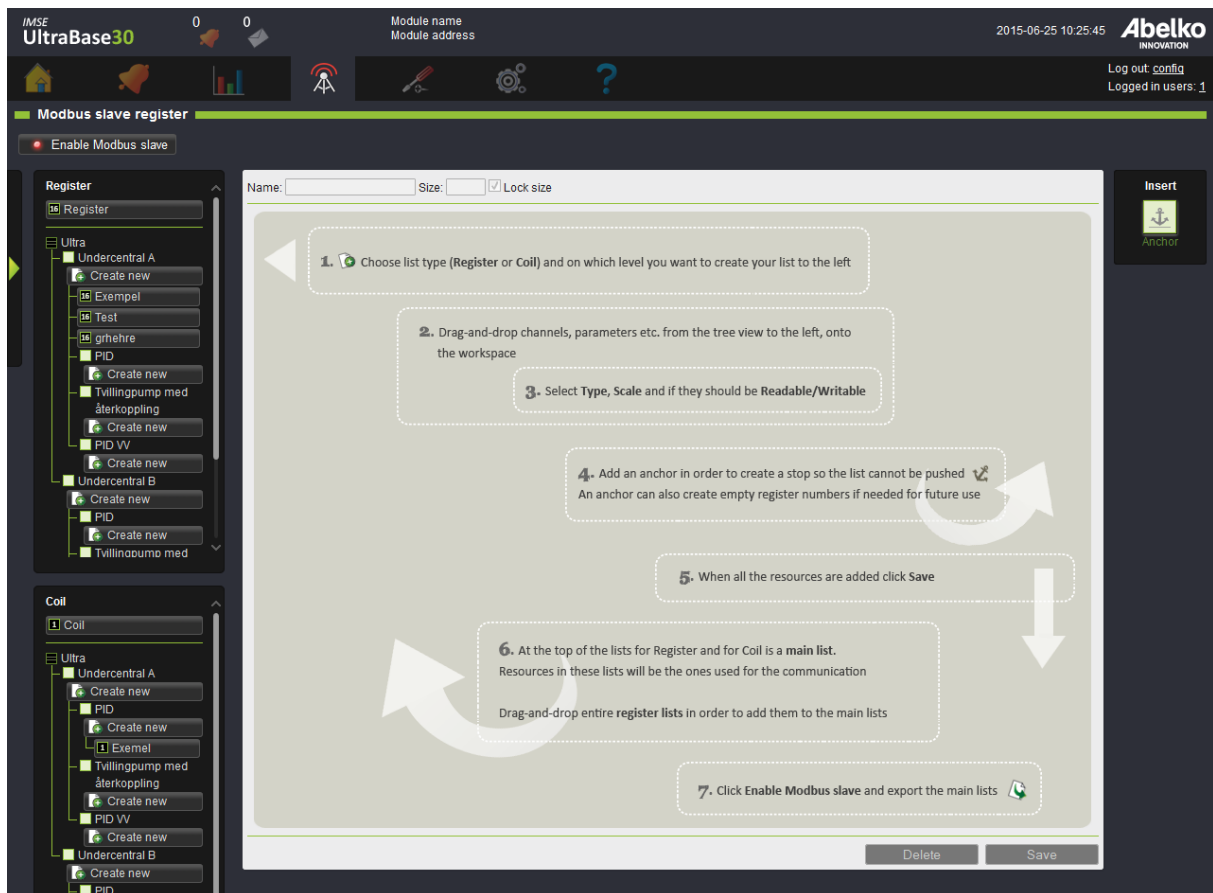 IMSE
UltraBase30
0
0
Module name
Module address
2015-06-25 10:25:45
Abelko
INNOVATION
Log out: config
Logged in users: 1
Modbus slave register
Enable Modbus slave
Register
16 Register
Ultra
Undercentral A
Create new
16 Exempel
16 Test
16 grhehre
PID
Create new
Tvillingpump med
återkoppling
Create new
PID VV
Create new
Undercentral B
Create new
PID
Create new
Tvillingpump med
Coil
1 Coil
Ultra
Undercentral A
Create new
PID
Create new
1 Exemel
Tvillingpump med
återkoppling
Create new
PID VV
Create new
Undercentral B
Create new
PID
Name: Size: Lock size
1. Choose list type (Register or Coil) and on which level you want to create your list to the left
2. Drag-and-drop channels, parameters etc. from the tree view to the left, onto
the workspace
3. Select Type, Scale and if they should be Readable/Writable
4. Add an anchor in order to create a stop so the list cannot be pushed
An anchor can also create empty register numbers if needed for future use
5. When all the resources are added click Save
6. At the top of the lists for Register and for Coil is a main list.
Resources in these lists will be the ones used for the communication
Drag-and-drop entire register lists in order to add them to the main lists
7. Click Enable Modbus slave and export the main lists
Delete Save
Insert
Anchor